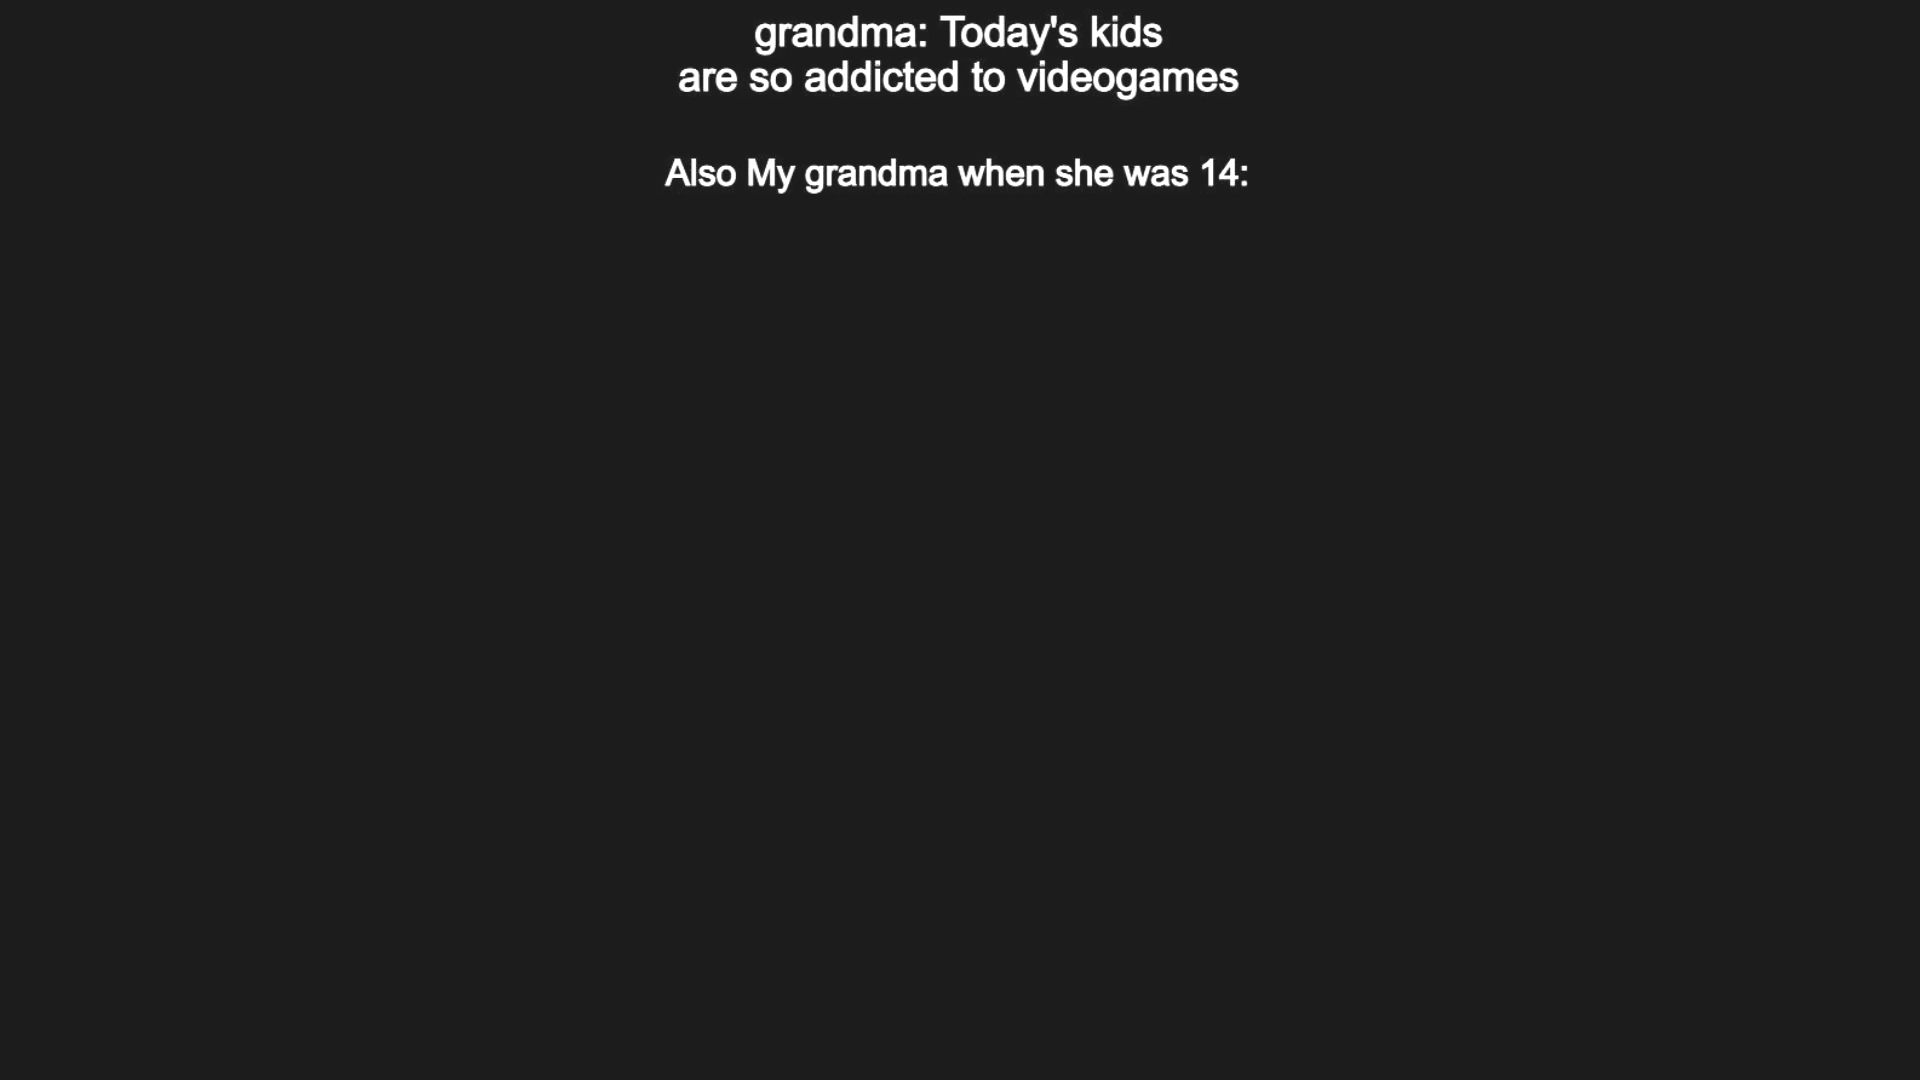 grandma: Today's kids
are so addicted to videogames
Also My grandma when she was 14: